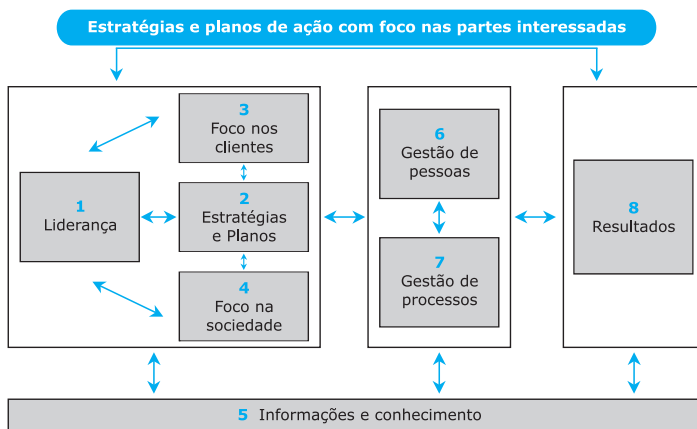 Estratégias e planos de ação com foco nas partes interessadas
1
Liderança
3
Foco nos
clientes
2
Estratégias
e Planos
4
Foco na
sociedade
6
Gestão de
pessoas
7
Gestão de
processos
8
Resultados
5 Informações e conhecimento